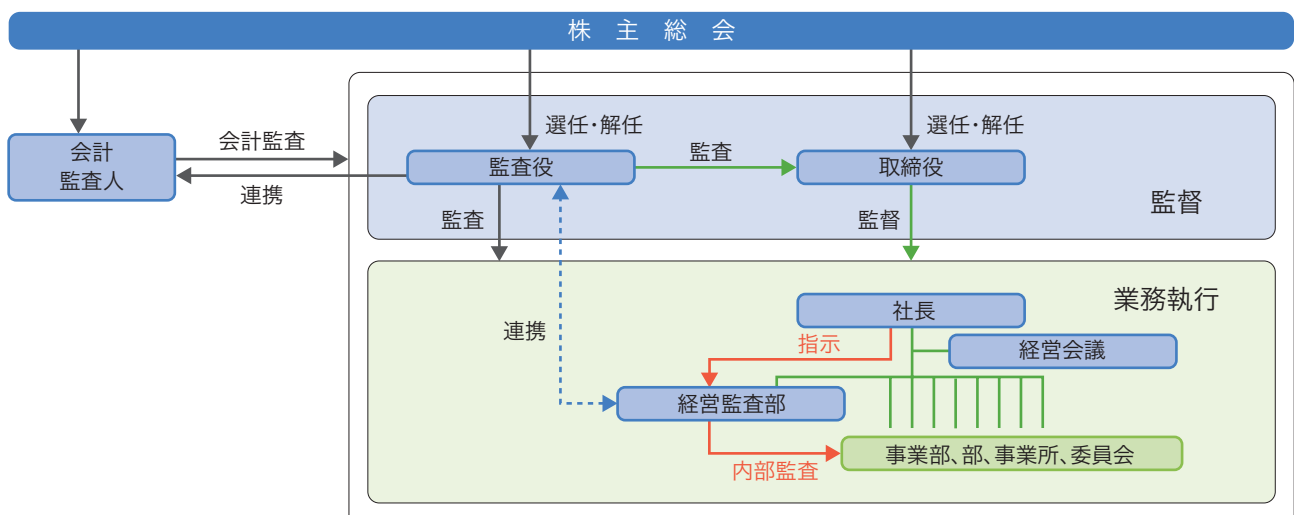 株 主 総 会
選任・解任
選任・解任
会計
監査人
会計監査
連携
監査役
監査
取締役
監査
監督
監督
業務執行
社長
連携
指示
経営会議
経営監査部
内部監査
事業部、部、事業所、委員会